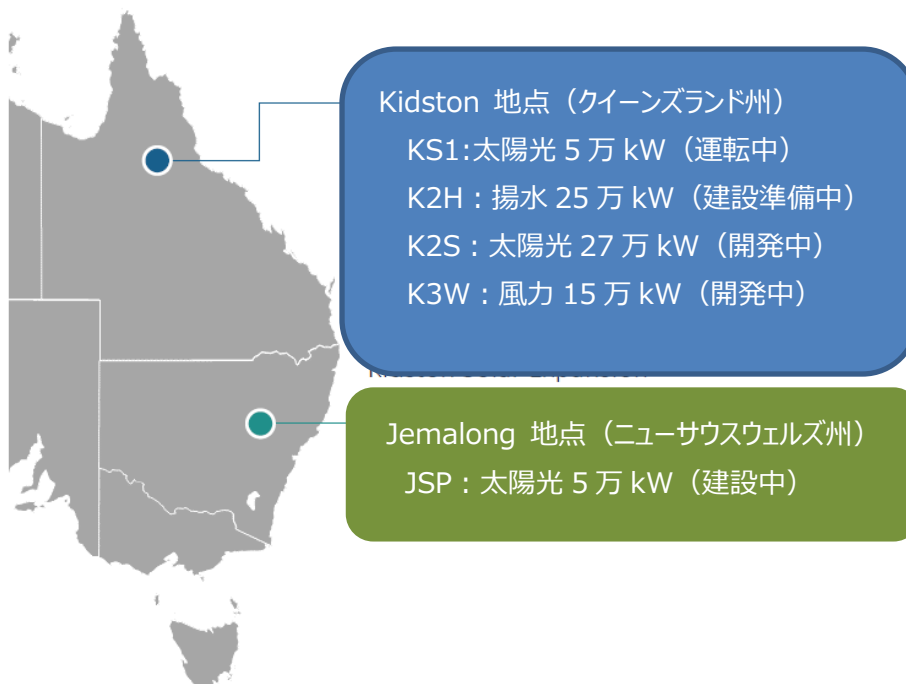 Kidston 地点（クイーンズランド州）
KS1:太陽光 5 万 kW（運転中）
K2H：揚水 25 万 kW（建設準備中）
K2S：太陽光 27 万 kW（開発中）
K3W：風力 15 万 kW（開発中）
Jemalong 地点（ニューサウスウェルズ州）
JSP：太陽光 5 万 kW（建設中）